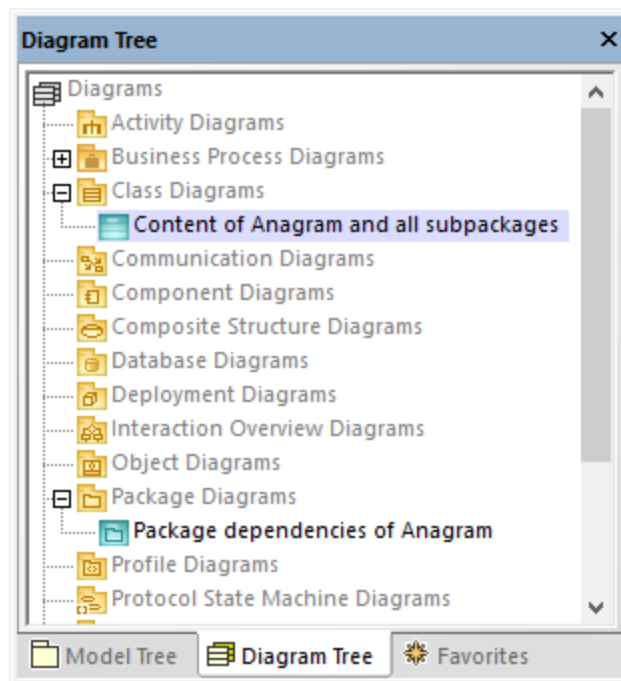 Diagram Tree
Diagrams
Activity Diagrams
Business Process Diagrams
Class Diagrams
Content of Anagram and all subpackages
Communication Diagrams
Component Diagrams
Composite Structure Diagrams
Database Diagrams
Deployment Diagrams
Interaction Overview Diagrams
Object Diagrams
Package Diagrams
Package dependencies of Anagram
Profile Diagrams
Protocol State Machine Diagrams
Model Tree Diagram Tree Favorites